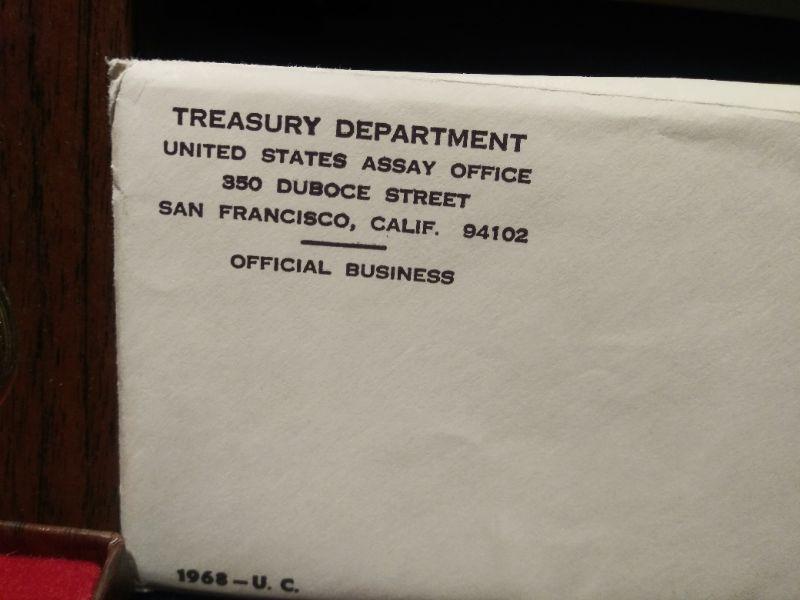 TREASURY DEPARTMENT
UNITED STATES ASSAY OFFICE
350 DUBOCE STREET
SAN FRANCISCO, CALIF. 94102
OFFICIAL BUSINESS
1968-U. C.